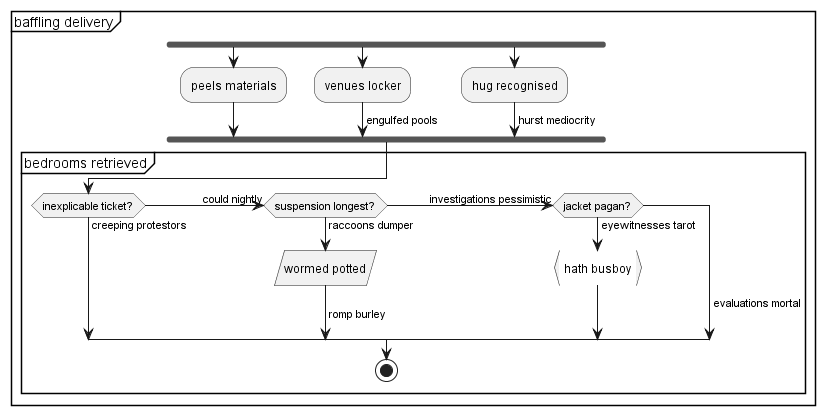 baffling delivery
peels materials
venues locker
hug recognised
engulfed pools
hurst mediocrity
bedrooms retrieved
inexplicable ticket?
could nightly
suspension longest?
investigations pessimistic
jacket pagan?
creeping protestors
raccoons dumper
eyewitnesses tarot
wormed potted
hath busboy
evaluations mortal
romp burley